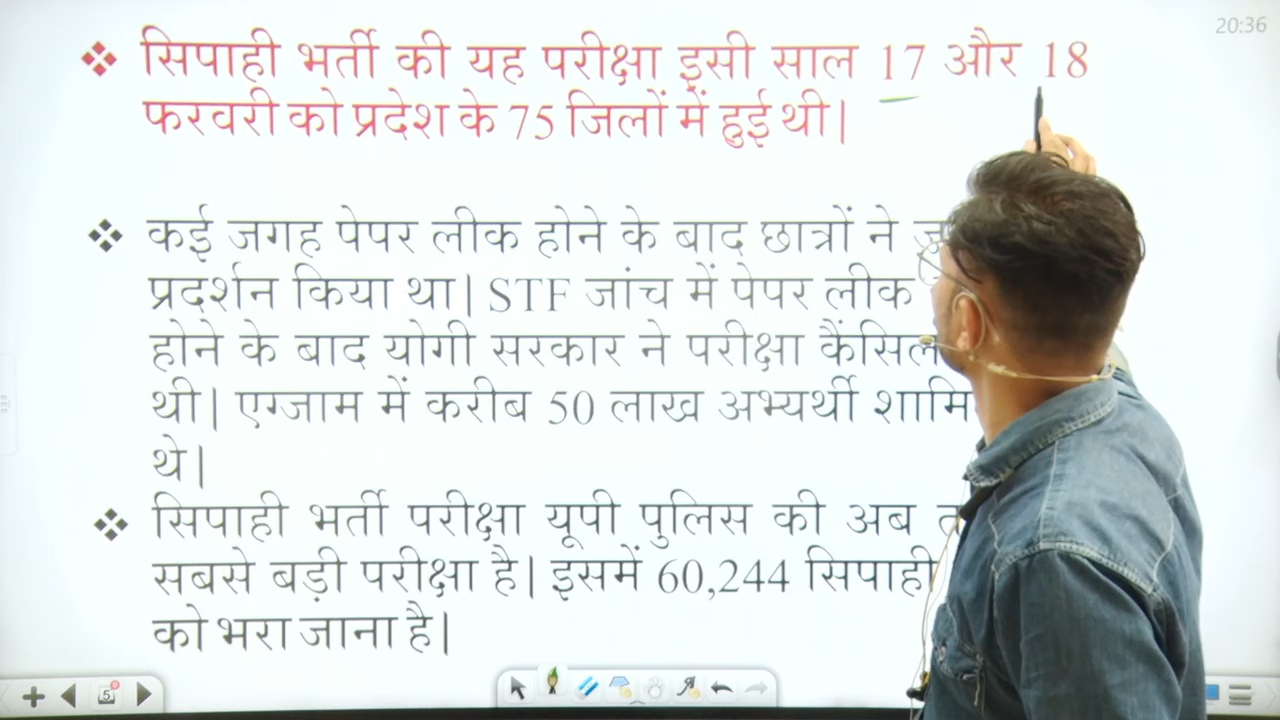 20:36
सिपाही भर्ती की यह परीक्षा इसी साल 17 और 18
फरवरी को प्रदेश के 75 जिलों में हुई थी|
कई जगह पेपर लीक होने के बाद छात्रों ने
प्रदर्शन किया था| STF जांच में पेपर लीक
होने के बाद योगी सरकार ने परीक्षा
थी| एग्जाम में करीब 50 लाख अभ्यर्थी
थे|
सिपाही भर्ती परीक्षा यूपी पुलिस की अब
सबसे बड़ी परीक्षा है| इसमें 60,244 सिपाही
को भरा जाना है|
5